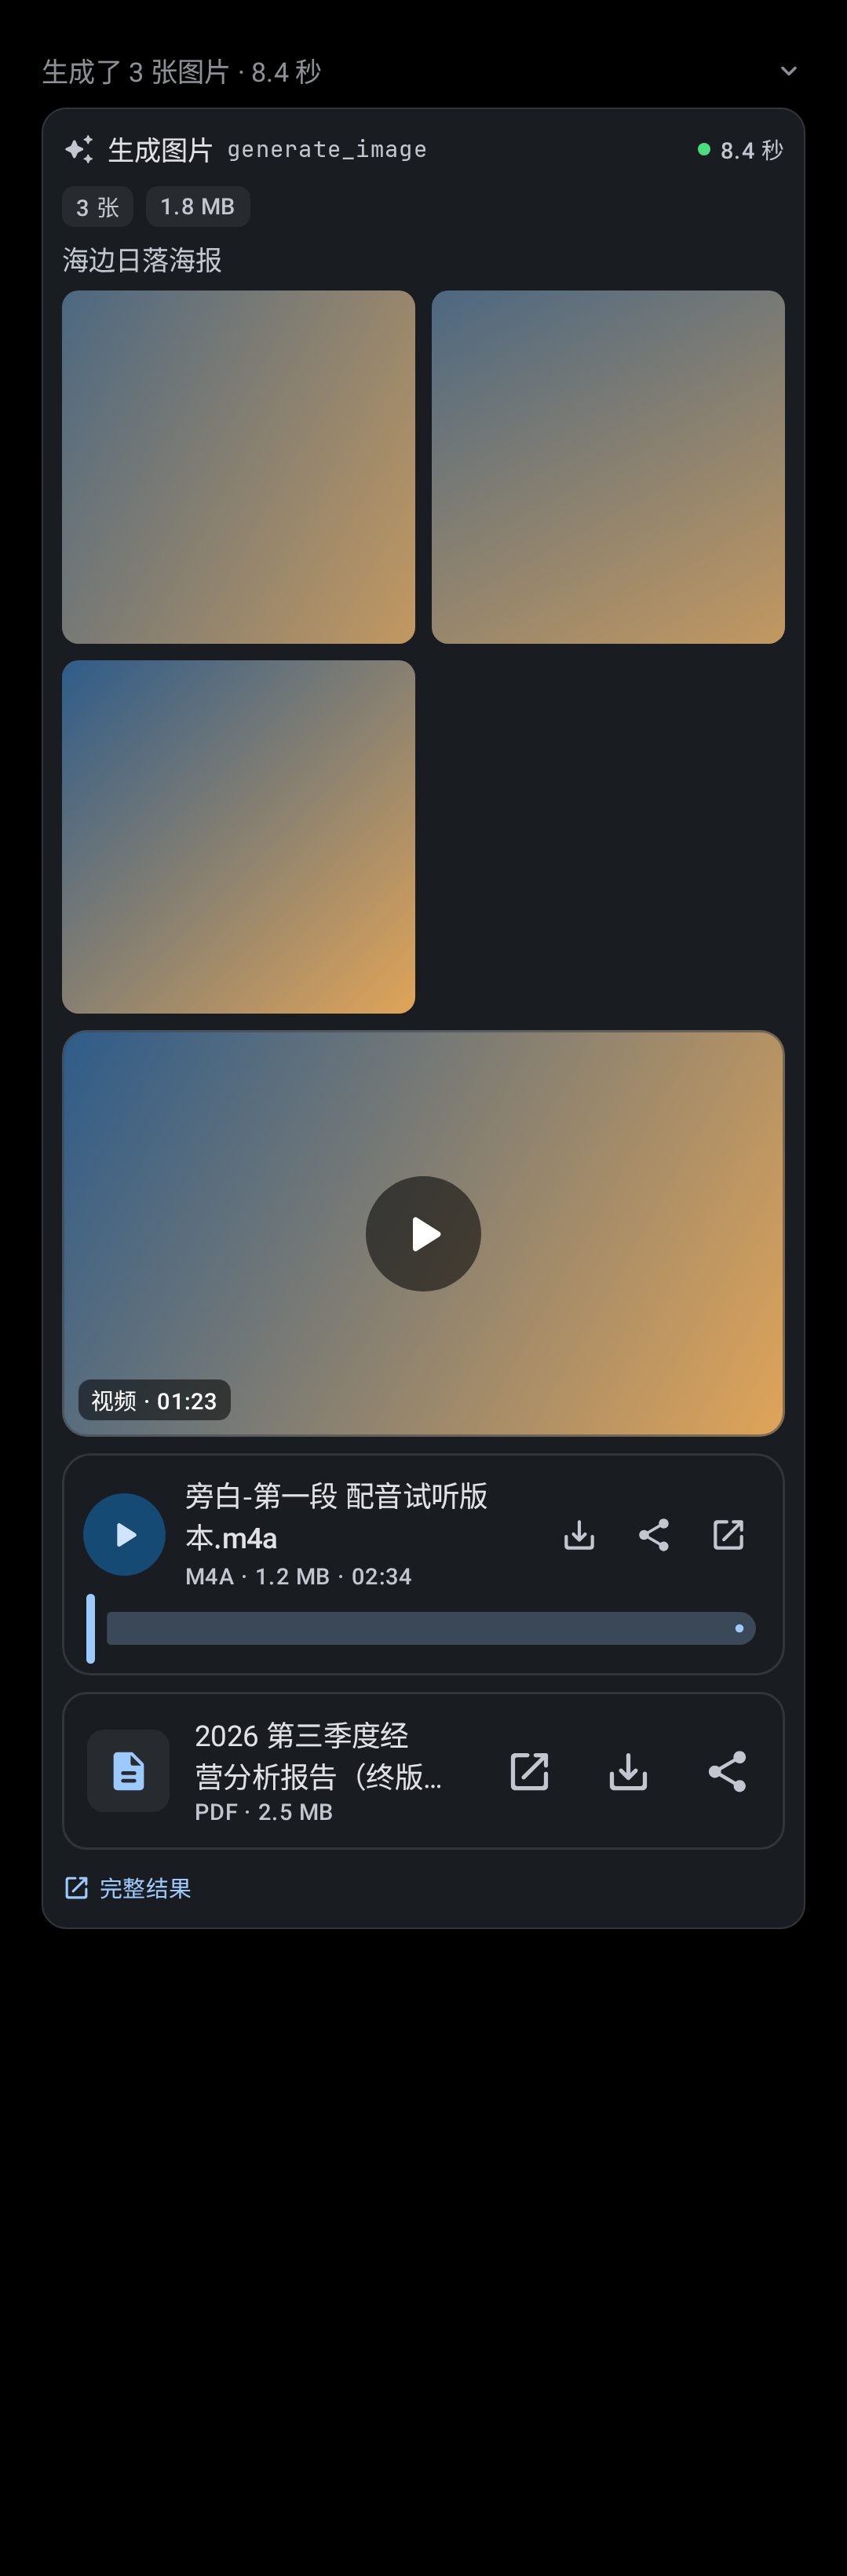 生成了 3 张图片 · 8.4 秒
生成图片 generate_image 8.4 秒
3 张 1.8 MB
海边日落海报
视频 · 01:23
旁白-第一段 配音试听版
本.m4a
M4A · 1.2 MB · 02:34
2026 第三季度经
营分析报告（终版…
PDF · 2.5 MB
完整结果